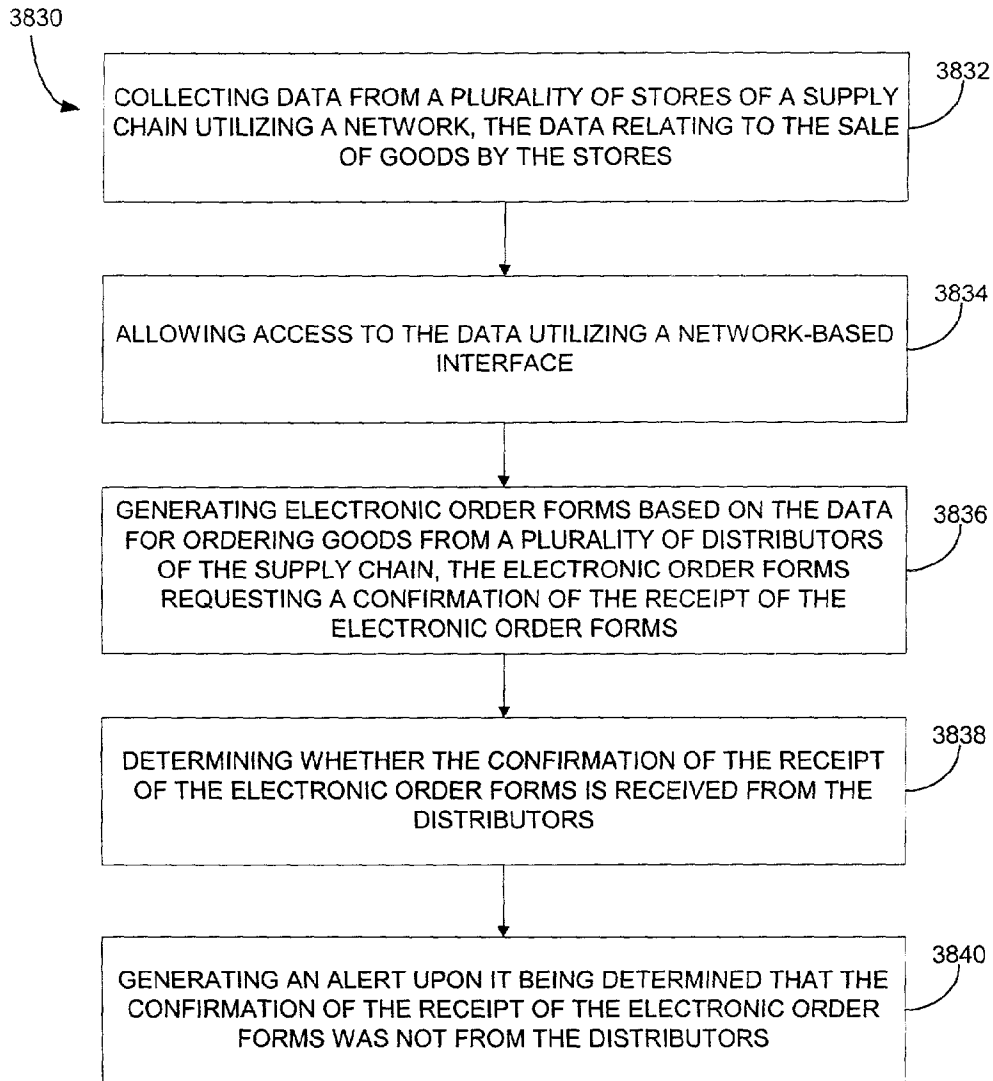 3830
COLLECTING DATA FROM A PLURALITY OF STORES OF A SUPPLY
CHAIN UTILIZING A NETWORK, THE DATA RELATING TO THE SALE
OF GOODS BY THE STORES
3832
ALLOWING ACCESS TO THE DATA UTILIZING A NETWORK-BASED
INTERFACE
3834
GENERATING ELECTRONIC ORDER FORMS BASED ON THE DATA
FOR ORDERING GOODS FROM A PLURALITY OF DISTRIBUTORS
OF THE SUPPLY CHAIN, THE ELECTRONIC ORDER FORMS
REQUESTING A CONFIRMATION OF THE RECEIPT OF THE
ELECTRONIC ORDER FORMS
3836
DETERMINING WHETHER THE CONFIRMATION OF THE RECEIPT
OF THE ELECTRONIC ORDER FORMS IS RECEIVED FROM THE
DISTRIBUTORS
3838
GENERATING AN ALERT UPON IT BEING DETERMINED THAT THE
CONFIRMATION OF THE RECEIPT OF THE ELECTRONIC ORDER
FORMS WAS NOT FROM THE DISTRIBUTORS
3840